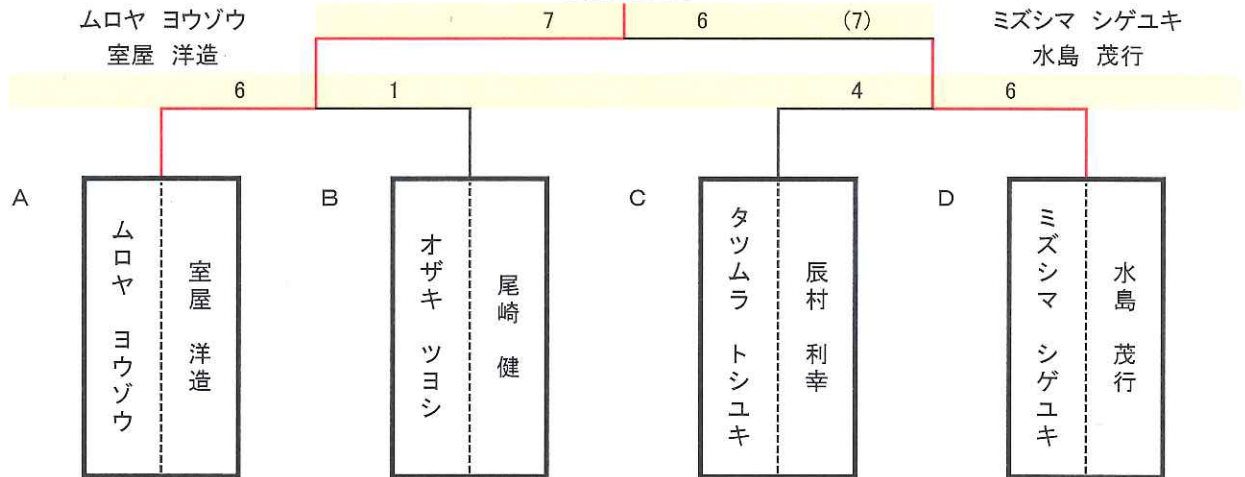 7 6 (7)
ムロヤ ヨウゾウ
室屋 洋造
ミズシマ シゲユキ
水島 茂行
6 1 4 6
A
ムロヤ ヨウゾウ
室屋 洋造
B
オザキ ツヨシ
尾崎 健
C
タツムラ トシユキ
辰村 利幸
D
ミズシマ シゲユキ
水島 茂行